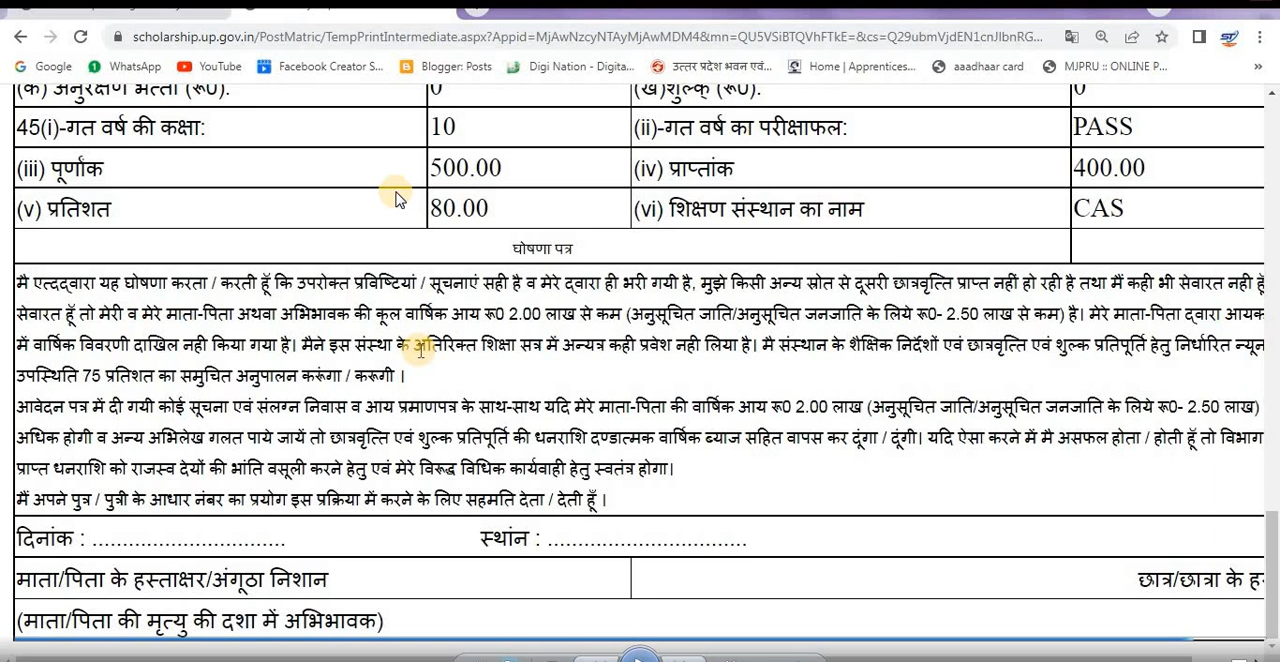 scholarship.up.gov.in/PostMatric/TempPrintIntermediate.aspx?Appid=MjAwNzcyNTAyMjAwMDM4&mn=QU5VSiBTQVhFTkE=&cs=Q29ubmVjdEN1cnJlbnRG...
Google WhatsApp YouTube Facebook Creator S... Blogger: Posts Digi Nation - Digita... उत्तर प्रदेश भवन एवं... Home | Apprentices... aaadhaar card MJPRU :: ONLINE P... »
(क) अनुरक्षण भत्ता (रू0): 0 (ख)शुल्क (रू0): 0
45(i)-गत वर्ष की कक्षा: 10 (ii)-गत वर्ष का परीक्षाफल: PASS
(iii) पूर्णांक 500.00 (iv) प्राप्तांक 400.00
(v) प्रतिशत 80.00 (vi) शिक्षण संस्थान का नाम CAS
घोषणा पत्र
मै एत्दद्वारा यह घोषणा करता / करती हूँ कि उपरोक्त प्रविष्टियां / सूचनाएं सही है व मेरे द्वारा ही भरी गयी है, मुझे किसी अन्य स्रोत से दूसरी छात्रवृत्ति प्राप्त नहीं हो रही है तथा मैं कही भी सेवारत नही हूँ
सेवारत हूँ तो मेरी व मेरे माता-पिता अथवा अभिभावक की कूल वार्षिक आय रू0 2.00 लाख से कम (अनुसूचित जाति/अनुसूचित जनजाति के लिये रू0- 2.50 लाख से कम) है। मेरे माता-पिता द्वारा आयक
में वार्षिक विवरणी दाखिल नही किया गया है। मैने इस संस्था के अतिरिक्त शिक्षा सत्र में अन्यत्र कही प्रवेश नही लिया है। मै संस्थान के शैक्षिक निर्देशों एवं छात्रवृत्ति एवं शुल्क प्रतिपूर्ति हेतु निर्धारित न्यून
उपस्थिति 75 प्रतिशत का समुचित अनुपालन करूंगा / करूगी ।
आवेदन पत्र में दी गयी कोई सूचना एवं संलग्न निवास व आय प्रमाणपत्र के साथ-साथ यदि मेरे माता-पिता की वार्षिक आय रू0 2.00 लाख (अनुसूचित जाति/अनुसूचित जनजाति के लिये रू0- 2.50 लाख)
अधिक होगी व अन्य अभिलेख गलत पाये जायें तो छात्रवृत्ति एवं शुल्क प्रतिपूर्ति की धनराशि दण्डात्मक वार्षिक ब्याज सहित वापस कर दूंगा / दूंगी। यदि ऐसा करने में मै असफल होता / होती हूँ तो विभाग
प्राप्त धनराशि को राजस्व देयों की भांति वसूली करने हेतु एवं मेरे विरूद्ध विधिक कार्यवाही हेतु स्वतंत्र होगा।
मैं अपने पुत्र / पुत्री के आधार नंबर का प्रयोग इस प्रक्रिया में करने के लिए सहमति देता / देती हूँ ।
दिनांक : ................................ स्थांन : .................................
माता/पिता के हस्ताक्षर/अंगूठा निशान छात्र/छात्रा के ह
(माता/पिता की मृत्यु की दशा में अभिभावक)